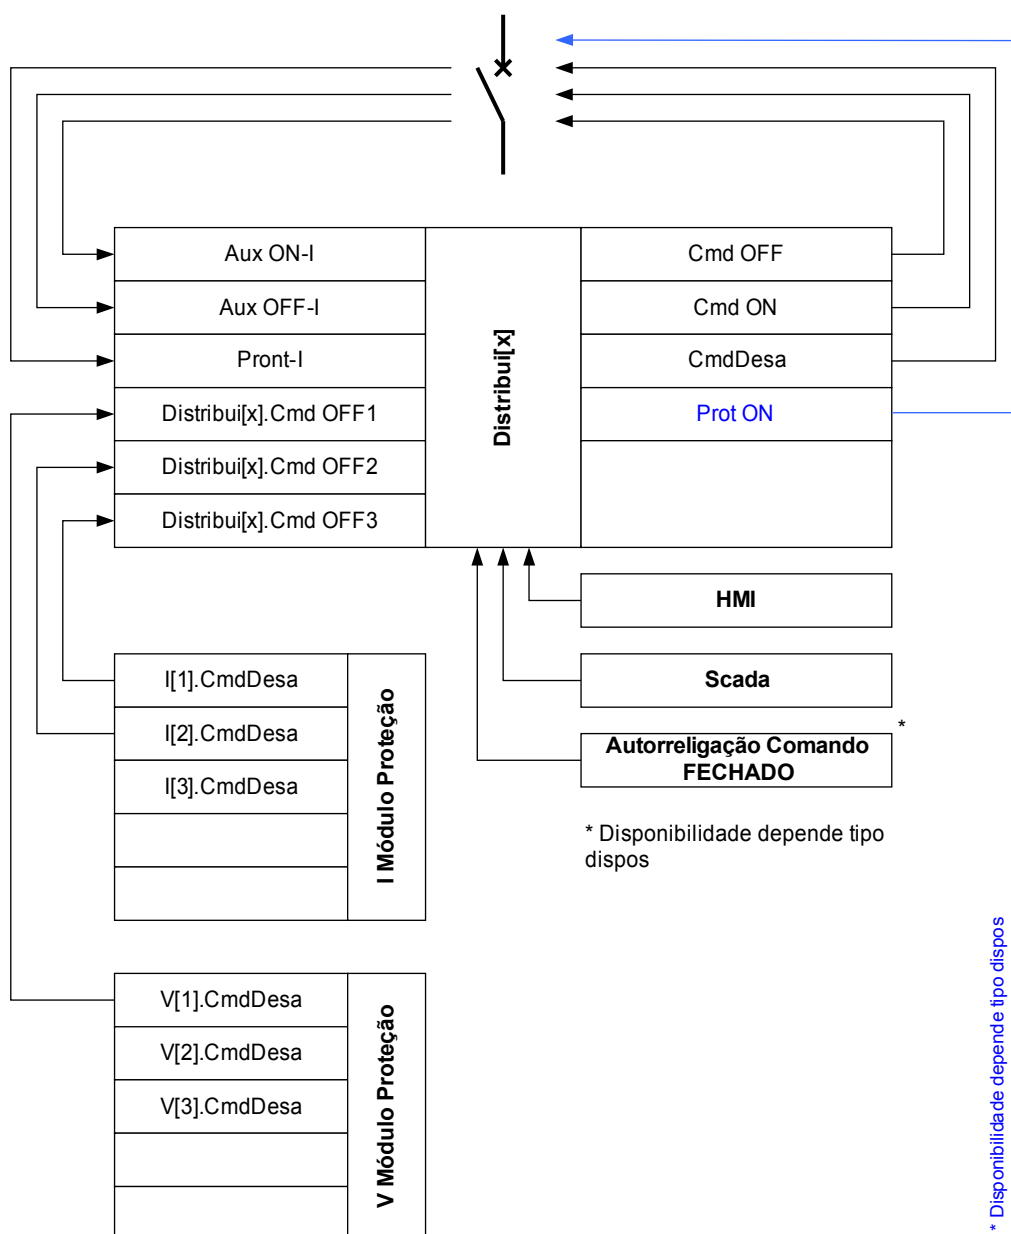 Aux ON-I
Aux OFF-I
Pront-I
Distribui[x].Cmd OFF1
Distribui[x].Cmd OFF2
Distribui[x].Cmd OFF3
Distribui[x]
Cmd OFF
Cmd ON
CmdDesa
Prot ON
HMI
Scada
*
Autorreligação Comando
FECHADO
* Disponibilidade depende tipo
dispos
I[1].CmdDesa
I[2].CmdDesa
I[3].CmdDesa
I Módulo Proteção
V[1].CmdDesa
V[2].CmdDesa
V[3].CmdDesa
V Módulo Proteção
* Disponibilidade depende tipo dispos